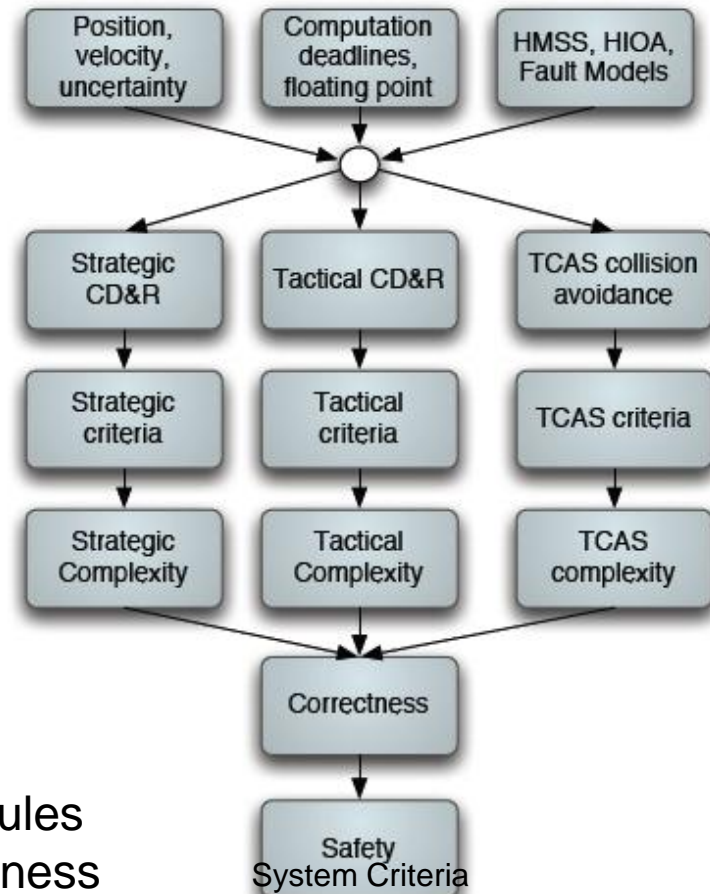 Position,
velocity,
uncertainty
Computation
deadlines,
floating point
HMSS, HIOA,
Fault Models
Strategic
CD&R
Tactical CD&R
TCAS collision
avoidance
Strategic
criteria
Tactical
criteria
TCAS criteria
Strategic
Complexity
Tactical
Complexity
TCAS
complexity
Correctness
Safety
System Criteria
ules
ness